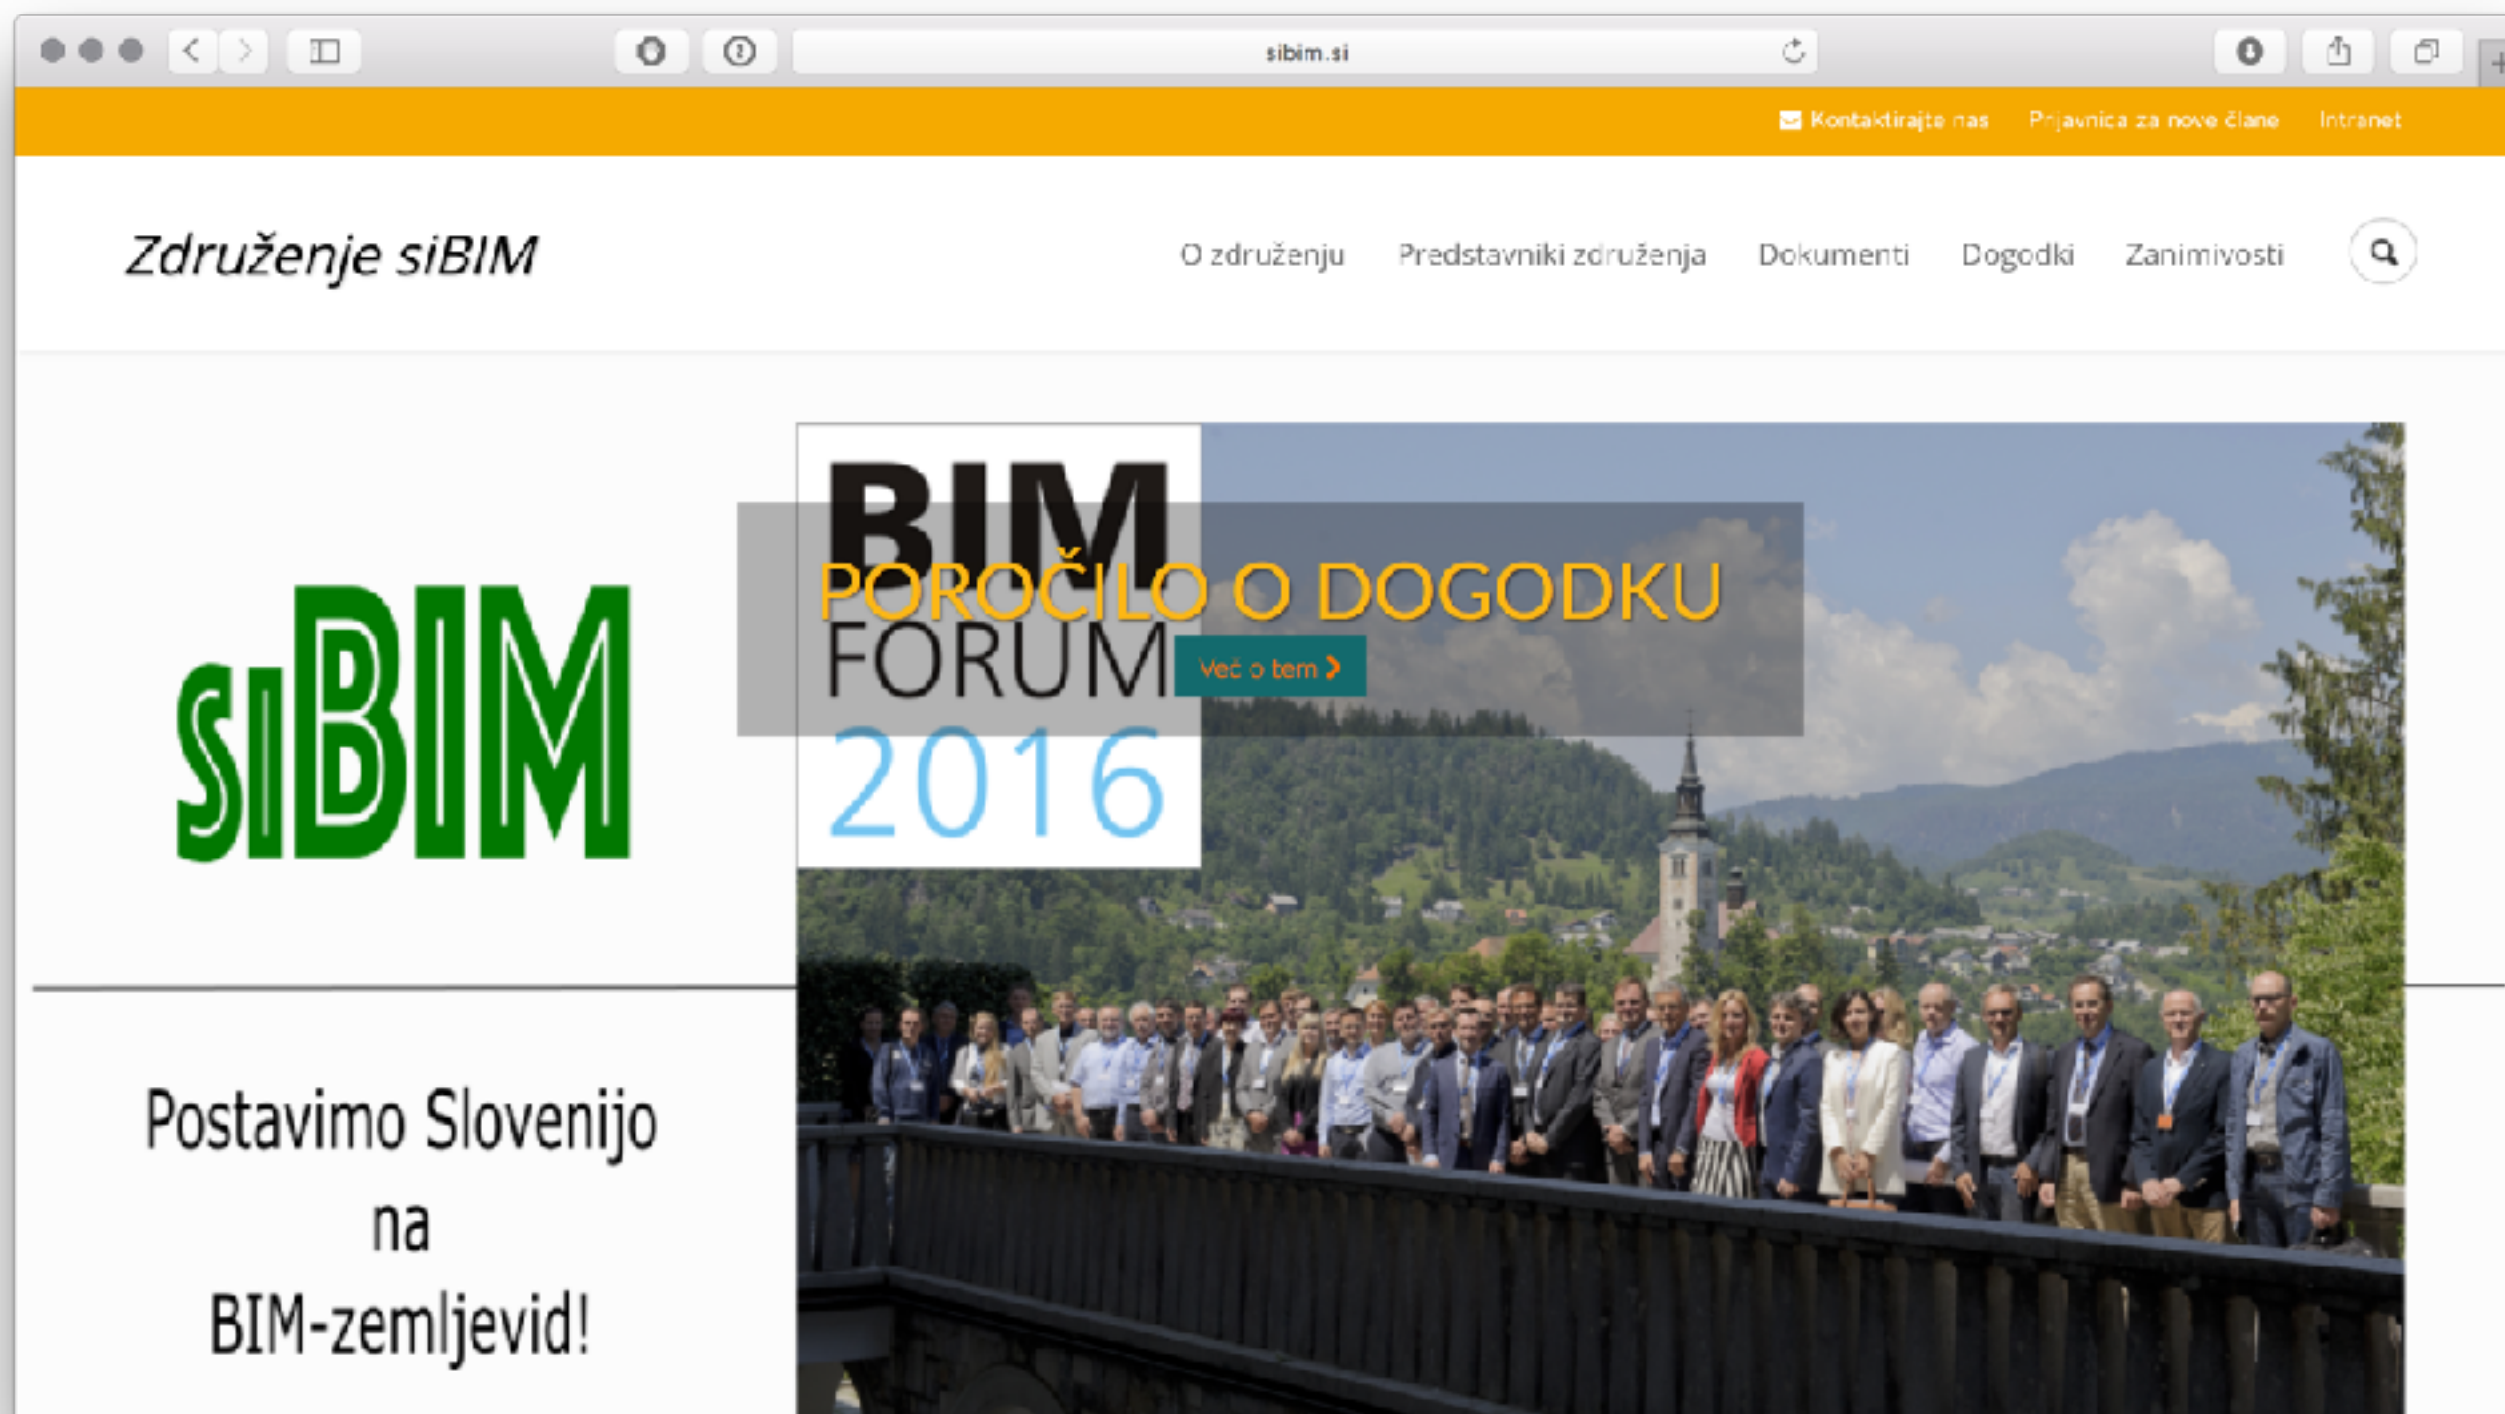 sibim.si
Kontaktirajte nas Prijavnica za nove člane Intranet
Združenje siBIM
O združenju Predstavniki združenja Dokumenti Dogodki Zanimivosti
siBIM
Postavimo Slovenijo
na
BIM-zemljevid!
BIM
FORUM
2016
POROČILO O DOGODKU
Več o tem